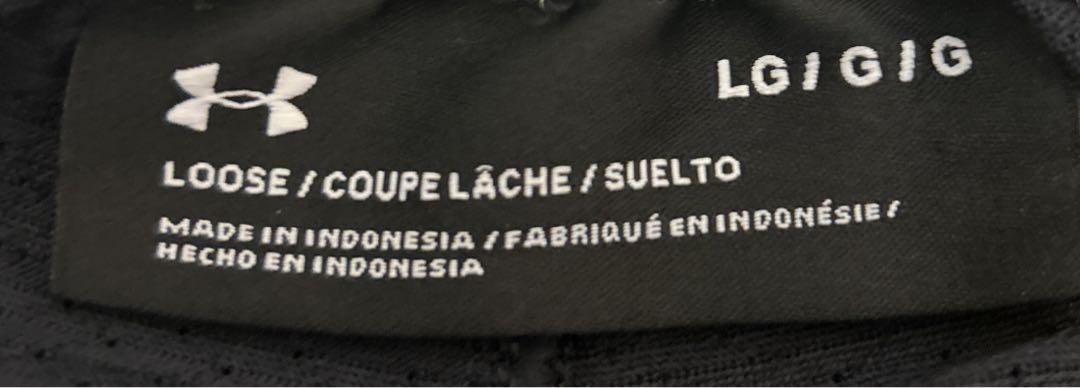 LG / G / G
LOOSE / COUPE LÂCHE / SUELTO
MADE IN INDONESIA / FABRIQUÉ EN INDONÉSIE /
HECHO EN INDONESIA